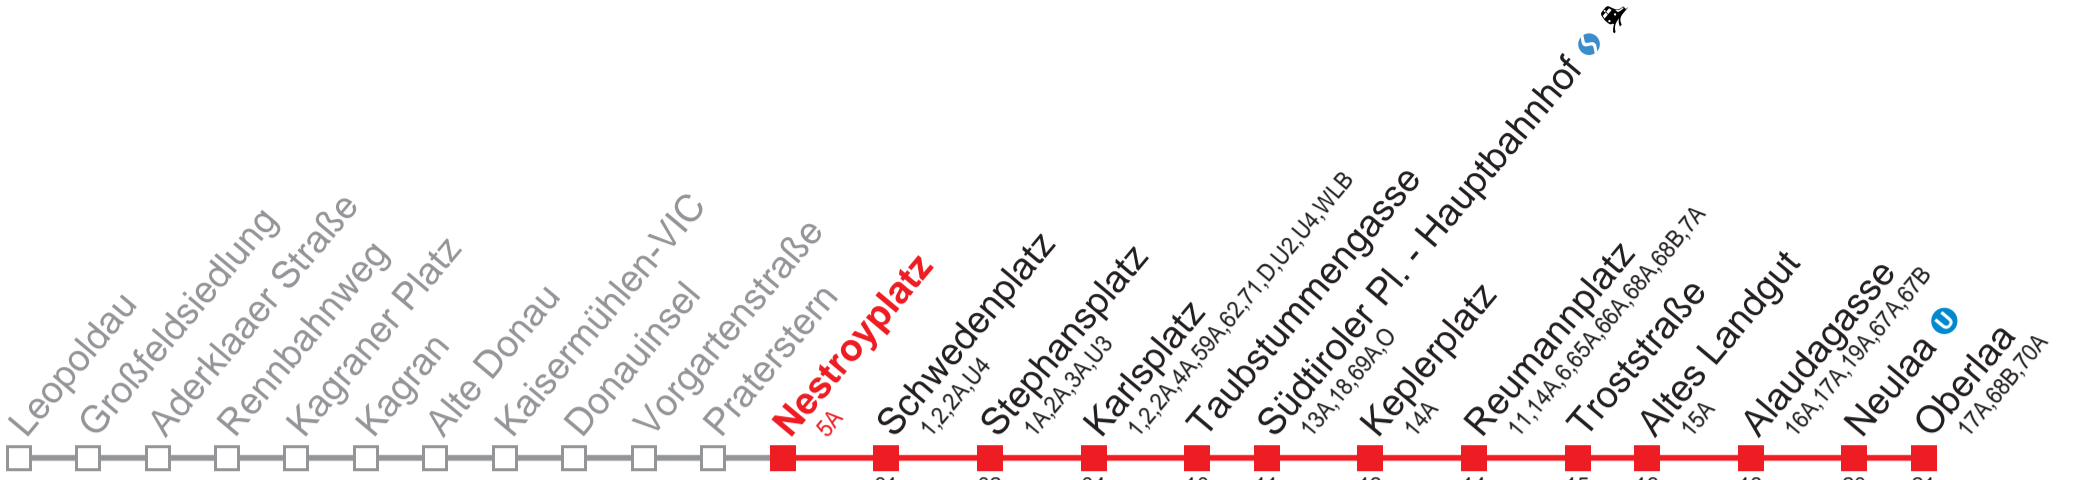 Leopoldau
Großfeldsiedlung
Aderklaaer Straße
Rennbahnweg
Kagraner Platz
Kagran
Alte Donau
Kaisermühlen-VIC
Donauinsel
Vorgartenstraße
Praterstern
Nestroyplatz
5A
Schwedenplatz
1,2,2A,U4
Stephansplatz
1A,2A,3A,U3
Karlsplatz
1,2,2A,4A,59A,62,71,D,U2,U4,WLB
Taubstummengasse
Südtiroler Pl. - Hauptbahnhof
13A,18,69A,O
Keplerplatz
14A
Reumannplatz
11,14A,6,65A,66A,68A,68B,7A
Troststraße
Altes Landgut
15A
Alaudagasse
16A,17A,19A,67A,67B
Neulaa U
Oberlaa
17A,68B,70A